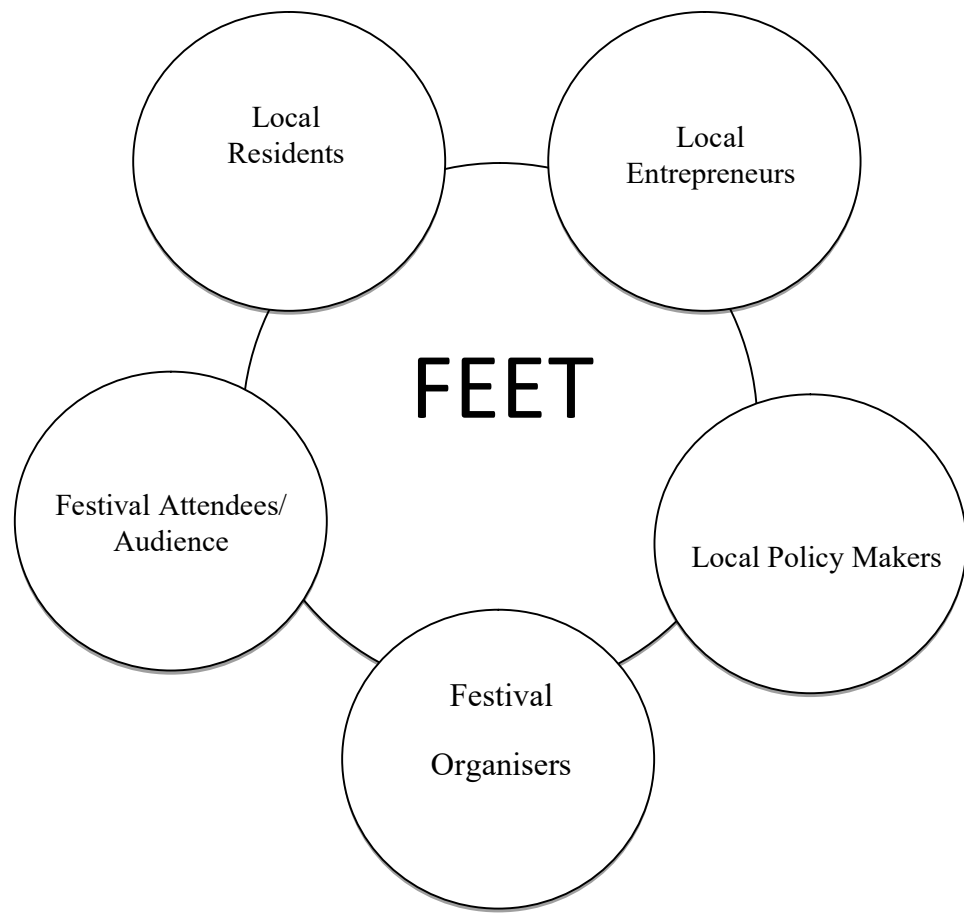 Local
Residents
Local
Entrepreneurs
FEET
Festival Attendees/
Audience
Local Policy Makers
Festival
Organisers